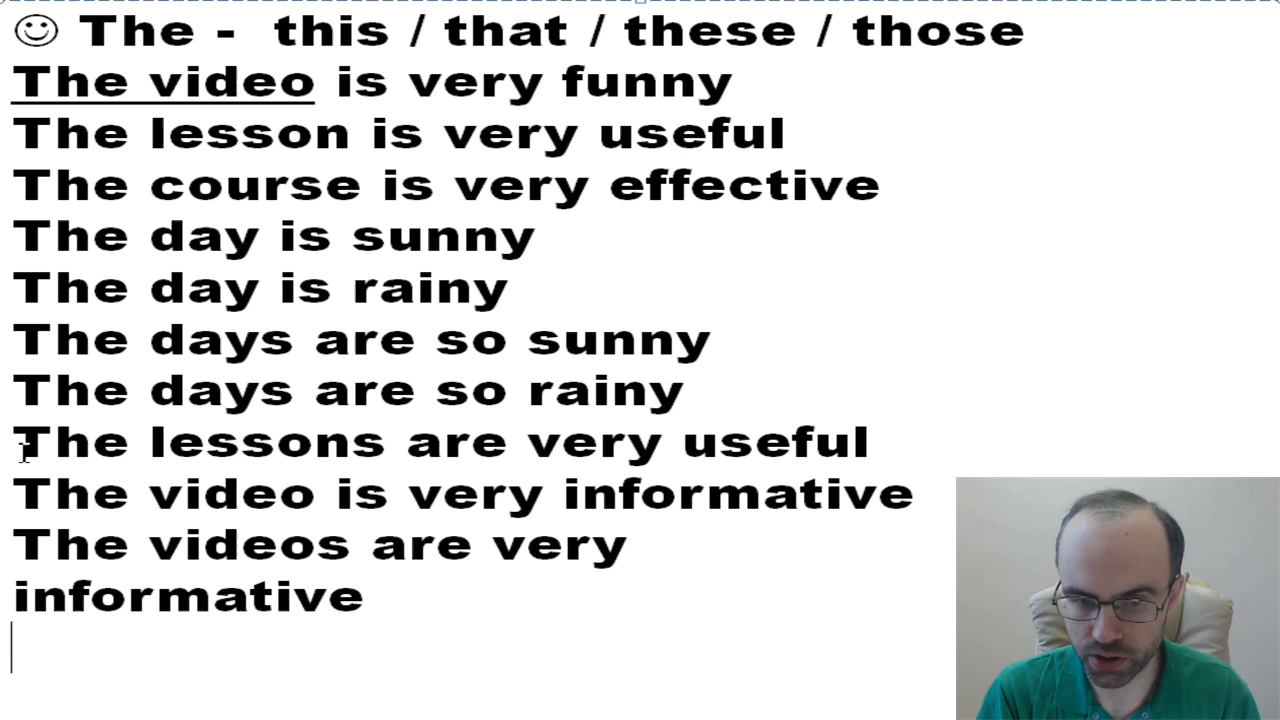 ☺ The - this / that / these / those
The video is very funny
The lesson is very useful
The course is very effective
The day is sunny
The day is rainy
The days are so sunny
The days are so rainy
The lessons are very useful
The video is very informative
The videos are very
informative